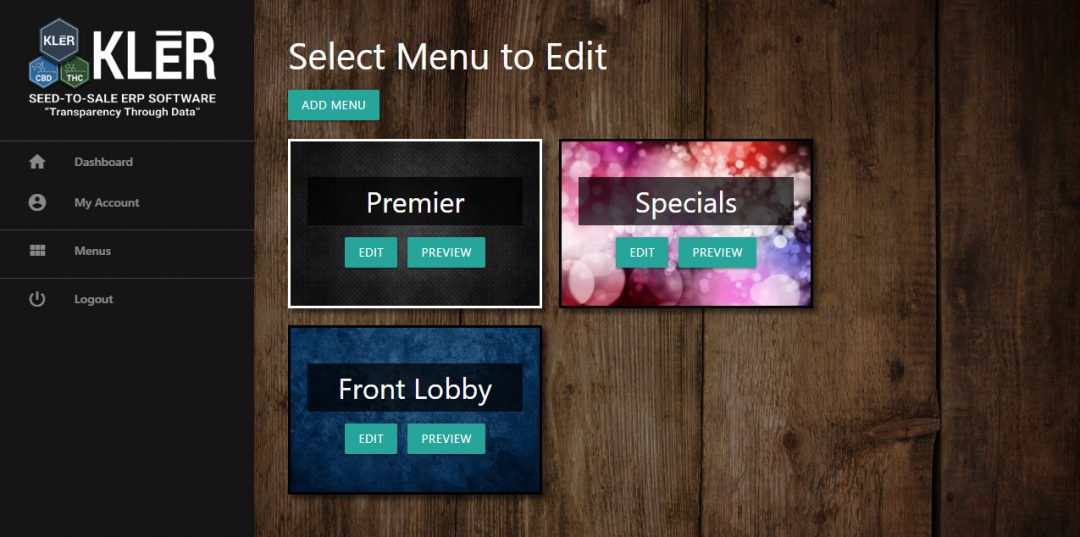 KLĒR
CBD
THC
KLĒR
SEED-TO-SALE ERP SOFTWARE
"Transparency Through Data"
Dashboard
My Account
Menus
Logout
Select Menu to Edit
ADD MENU
Premier
EDIT PREVIEW
Specials
EDIT PREVIEW
Front Lobby
EDIT PREVIEW